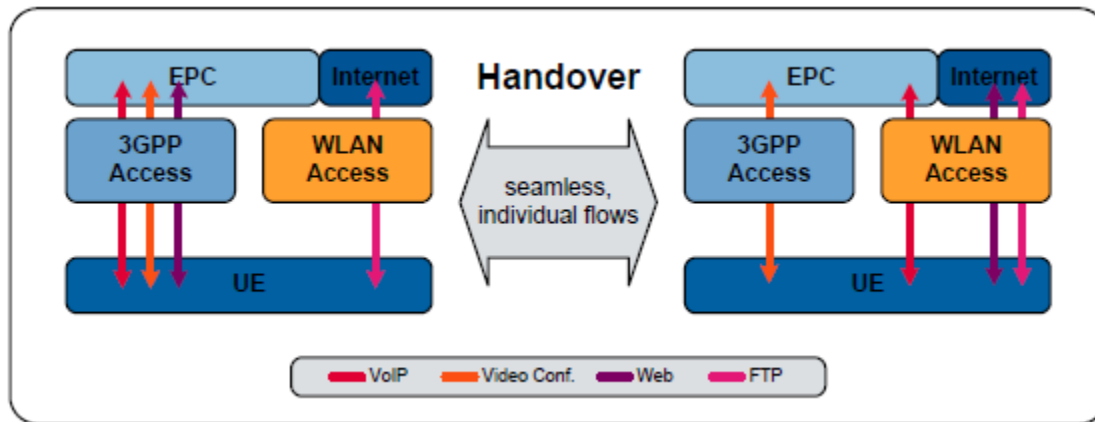 EPC
Internet
3GPP
Access
WLAN
Access
UE
Handover
seamless,
individual flows
EPC
Internet
3GPP
Access
WLAN
Access
UE
VoIP
Video Conf.
Web
FTP